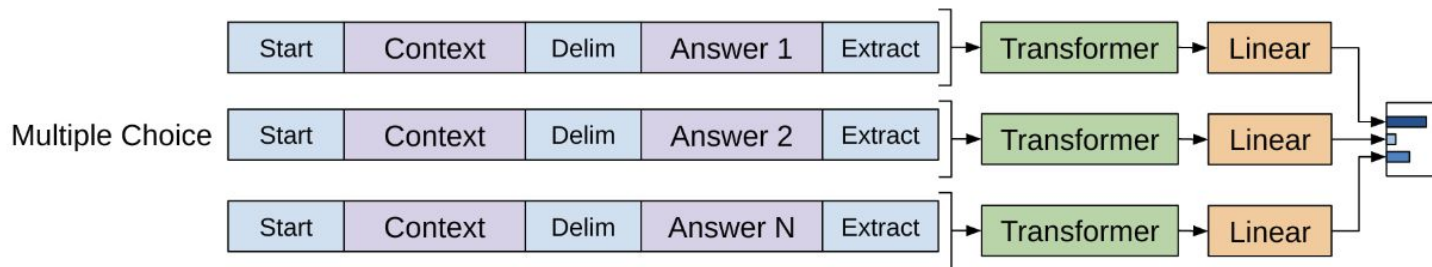 Start Context Delim Answer 1 Extract Transformer Linear
Multiple Choice Start Context Delim Answer 2 Extract Transformer Linear
Start Context Delim Answer N Extract Transformer Linear